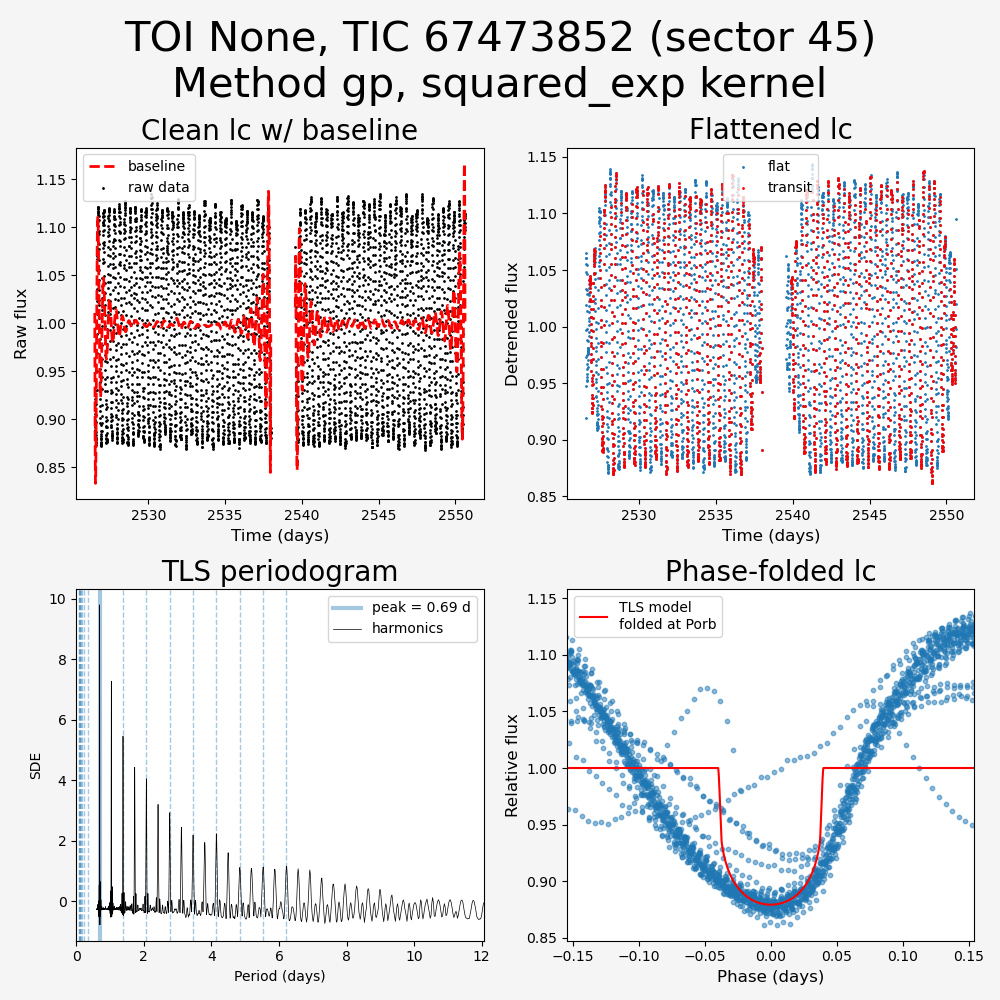 TOI None, TIC 67473852 (sector 45)
Method gp, squared_exp kernel
Clean lc w/ baseline
baseline
raw data
1.15
1.10
1.05
1.00
0.95
0.90
0.85
Raw flux
2530
2535
2540
2545
2550
Time (days)
Flattened lc
flat
transit
1.15
1.10
1.05
1.00
0.95
0.90
0.85
Detrended flux
2530
2535
2540
2545
2550
Time (days)
TLS periodogram
peak = 0.69 d
harmonics
10
8
6
4
2
0
SDE
0
2
4
6
8
10
12
Period (days)
Phase-folded lc
TLS model
folded at Porb
1.15
1.10
1.05
1.00
0.95
0.90
0.85
Relative flux
−0.15
−0.10
−0.05
0.00
0.05
0.10
0.15
Phase (days)